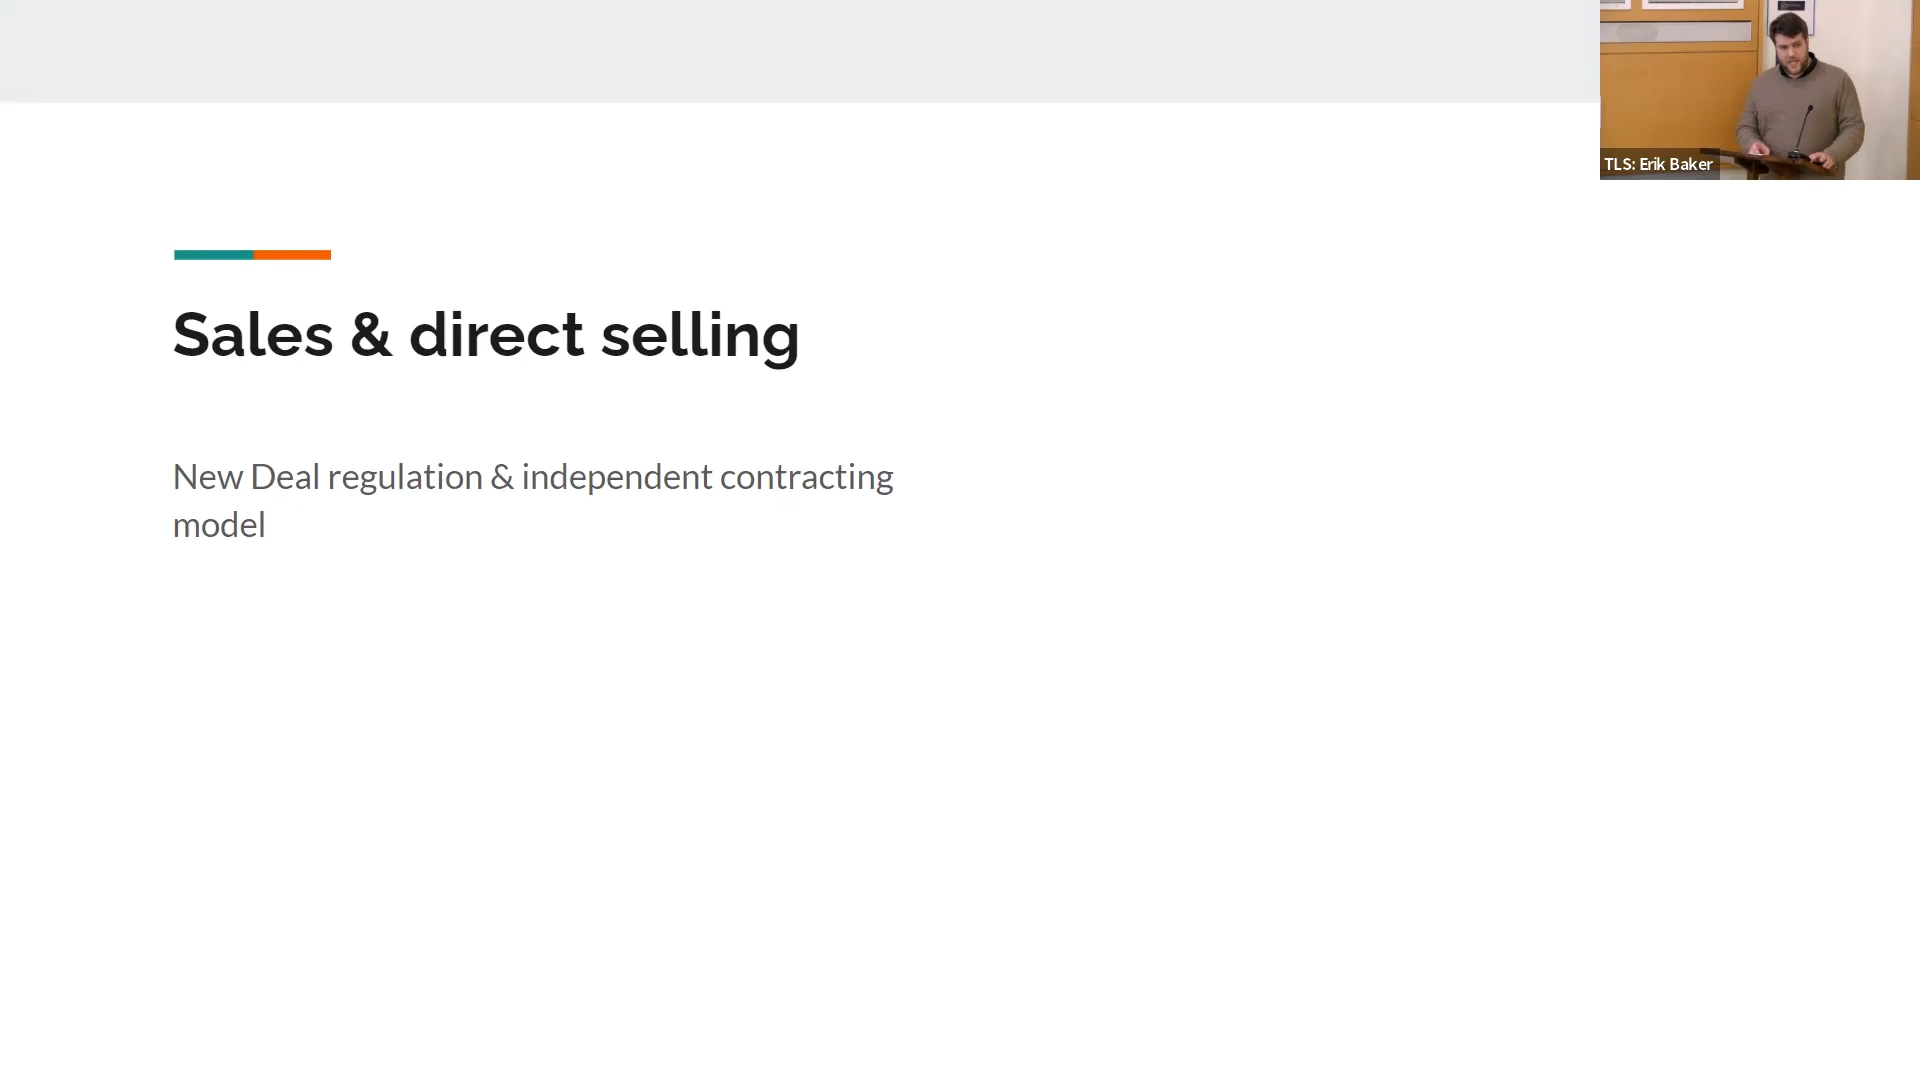 TLS: Erik Baker
Sales & direct selling
New Deal regulation & independent contracting
model